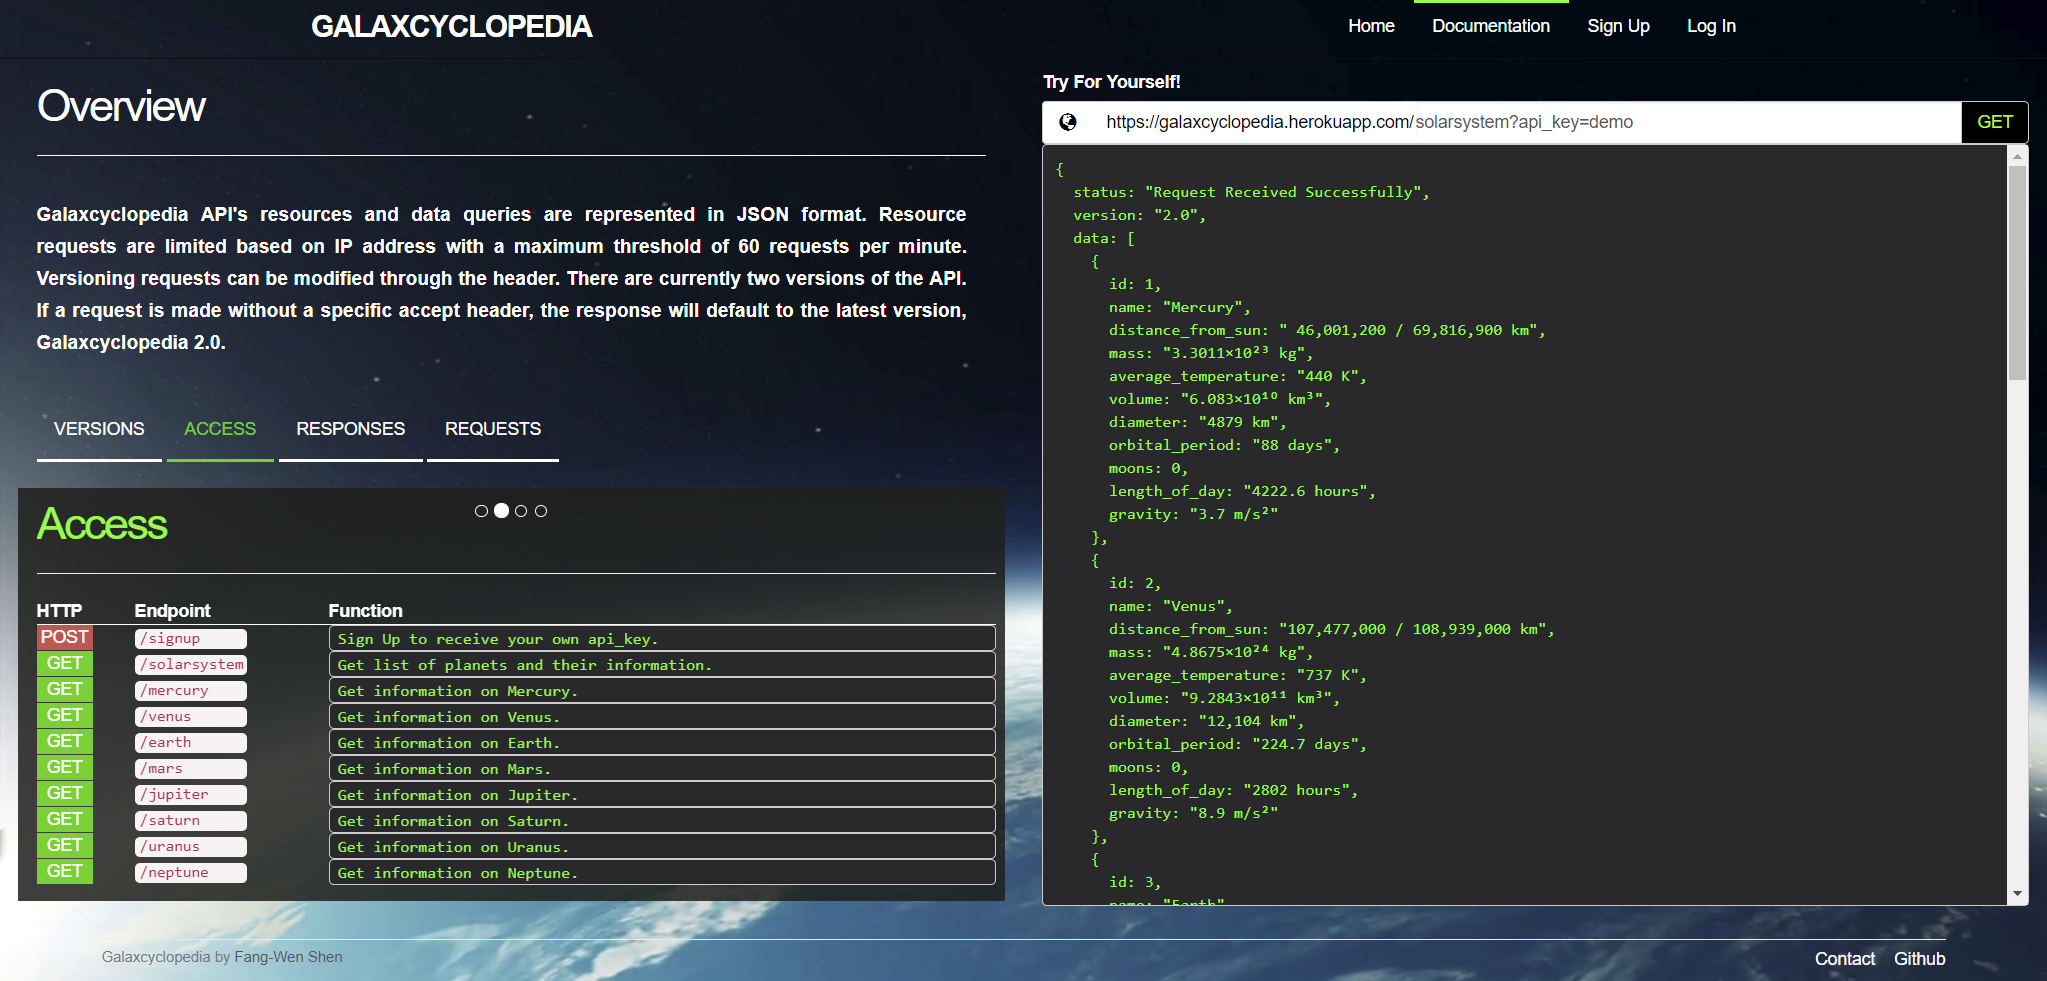 GALAXCYCLOPEDIA
Home Documentation Sign Up Log In
Overview
Galaxcyclopedia API's resources and data queries are represented in JSON format. Resource
requests are limited based on IP address with a maximum threshold of 60 requests per minute.
Versioning requests can be modified through the header. There are currently two versions of the API.
If a request is made without a specific accept header, the response will default to the latest version,
Galaxcyclopedia 2.0.
VERSIONS ACCESS RESPONSES REQUESTS
Access
HTTP Endpoint Function
POST /signup Sign Up to receive your own api_key.
GET /solarsystem Get list of planets and their information.
GET /mercury Get information on Mercury.
GET /venus Get information on Venus.
GET /earth Get information on Earth.
GET /mars Get information on Mars.
GET /jupiter Get information on Jupiter.
GET /saturn Get information on Saturn.
GET /uranus Get information on Uranus.
GET /neptune Get information on Neptune.
Try For Yourself!
https://galaxcyclopedia.herokuapp.com/solarsystem?api_key=demo GET
{
status: "Request Received Successfully",
version: "2.0",
data: [
{
id: 1,
name: "Mercury",
distance_from_sun: " 46,001,200 / 69,816,900 km",
mass: "3.3011×10²³ kg",
average_temperature: "440 K",
volume: "6.083×10¹⁰ km³",
diameter: "4879 km",
orbital_period: "88 days",
moons: 0,
length_of_day: "4222.6 hours",
gravity: "3.7 m/s²"
},
{
id: 2,
name: "Venus",
distance_from_sun: "107,477,000 / 108,939,000 km",
mass: "4.8675×10²⁴ kg",
average_temperature: "737 K",
volume: "9.2843×10¹¹ km³",
diameter: "12,104 km",
orbital_period: "224.7 days",
moons: 0,
length_of_day: "2802 hours",
gravity: "8.9 m/s²"
},
{
id: 3,
name: "Earth"
Galaxcyclopedia by Fang-Wen Shen
Contact Github